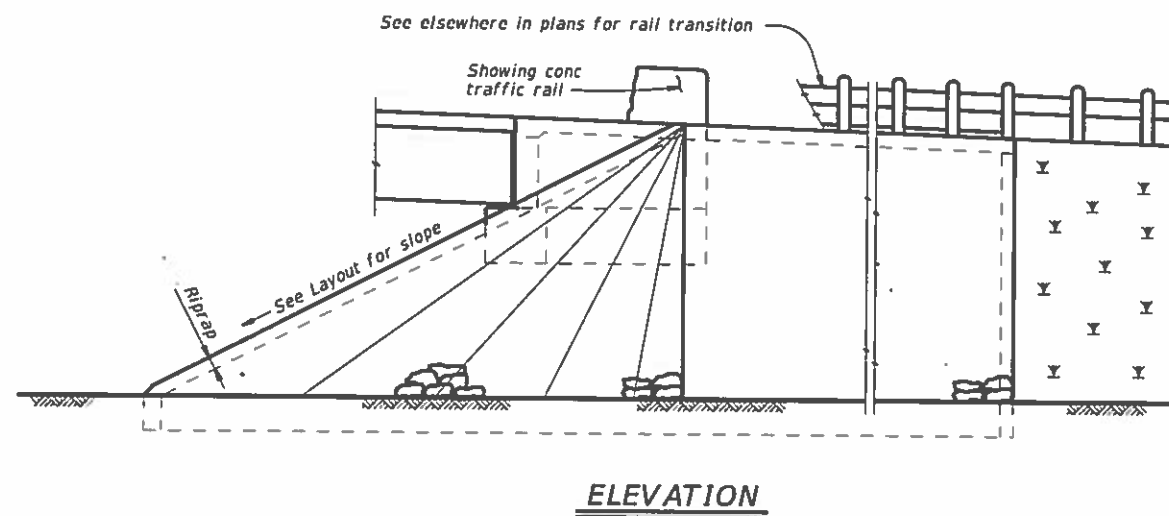 See elsewhere in plans for rail transition
Showing conc
traffic rail
See Layout for slope
Riprap
ELEVATION